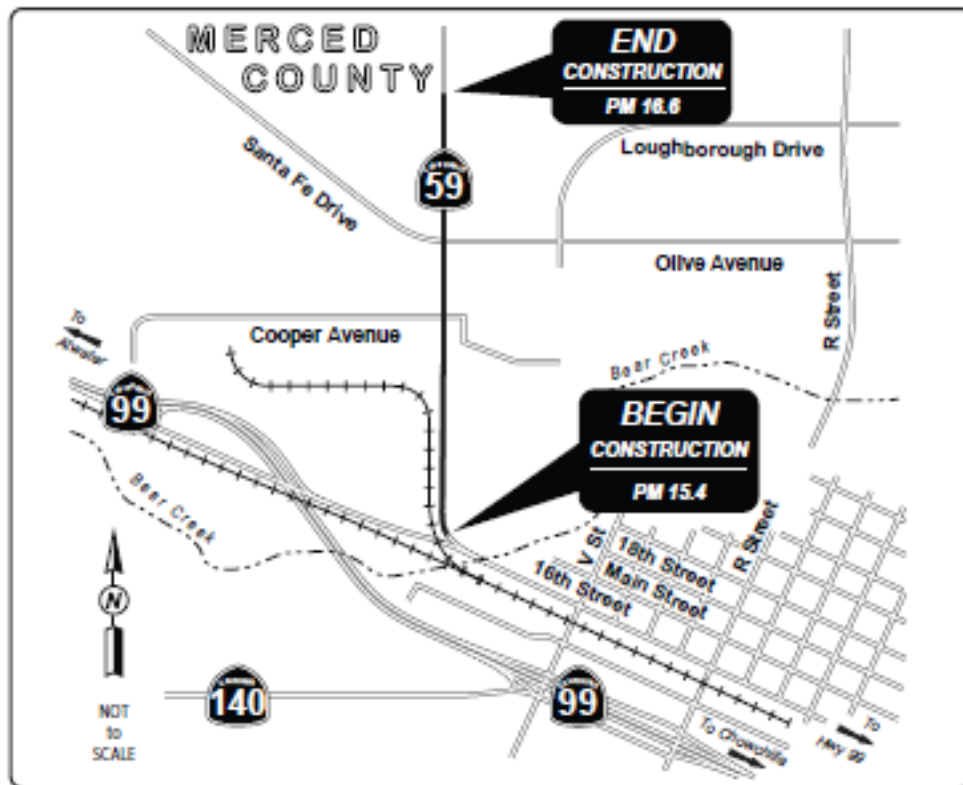 MERCED
COUNTY
END
CONSTRUCTION
PM 16.6
Loughborough Drive
Santa Fe Drive
59
Olive Avenue
R Street
To
Atwater
Cooper Avenue
Bear Creek
99
BEGIN
CONSTRUCTION
PM 15.4
Bear Creek
V St
18th Street
R Street
Main Street
16th Street
N
140
99
NOT
to
SCALE
To Chowchilla
To
Hwy 99